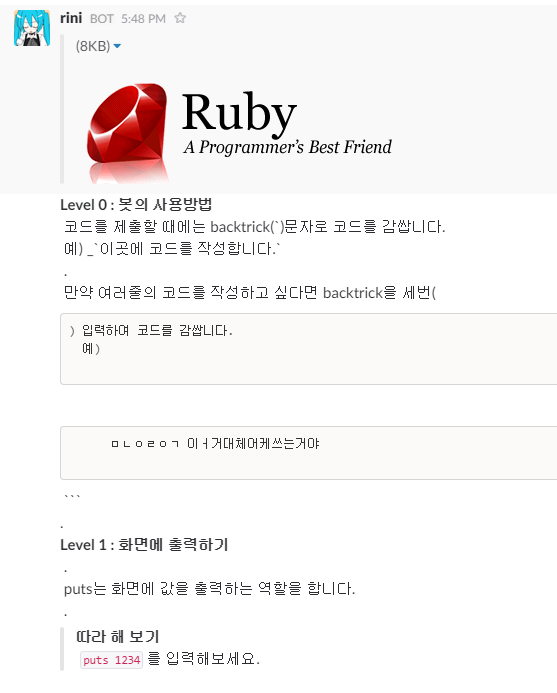 rini BOT 5:48 PM ☆
(8KB)
Ruby
A Programmer's Best Friend
Level 0 : 봇의 사용방법
코드를 제출할 때에는 backtrick(`)문자로 코드를 감쌉니다.
예) _`이곳에 코드를 작성합니다.`
.
만약 여러줄의 코드를 작성하고 싶다면 backtrick을 세번(
) 입력하며 코드를 감쌉니다.
예)
ㅁㄴㅇㄹㅇㄱ 이ㅓ거대체어케쓰는거야
```
.
Level 1 : 화면에 출력하기
.
puts는 화면에 값을 출력하는 역할을 합니다.
.
따라 해 보기
puts 1234 를 입력해보세요.